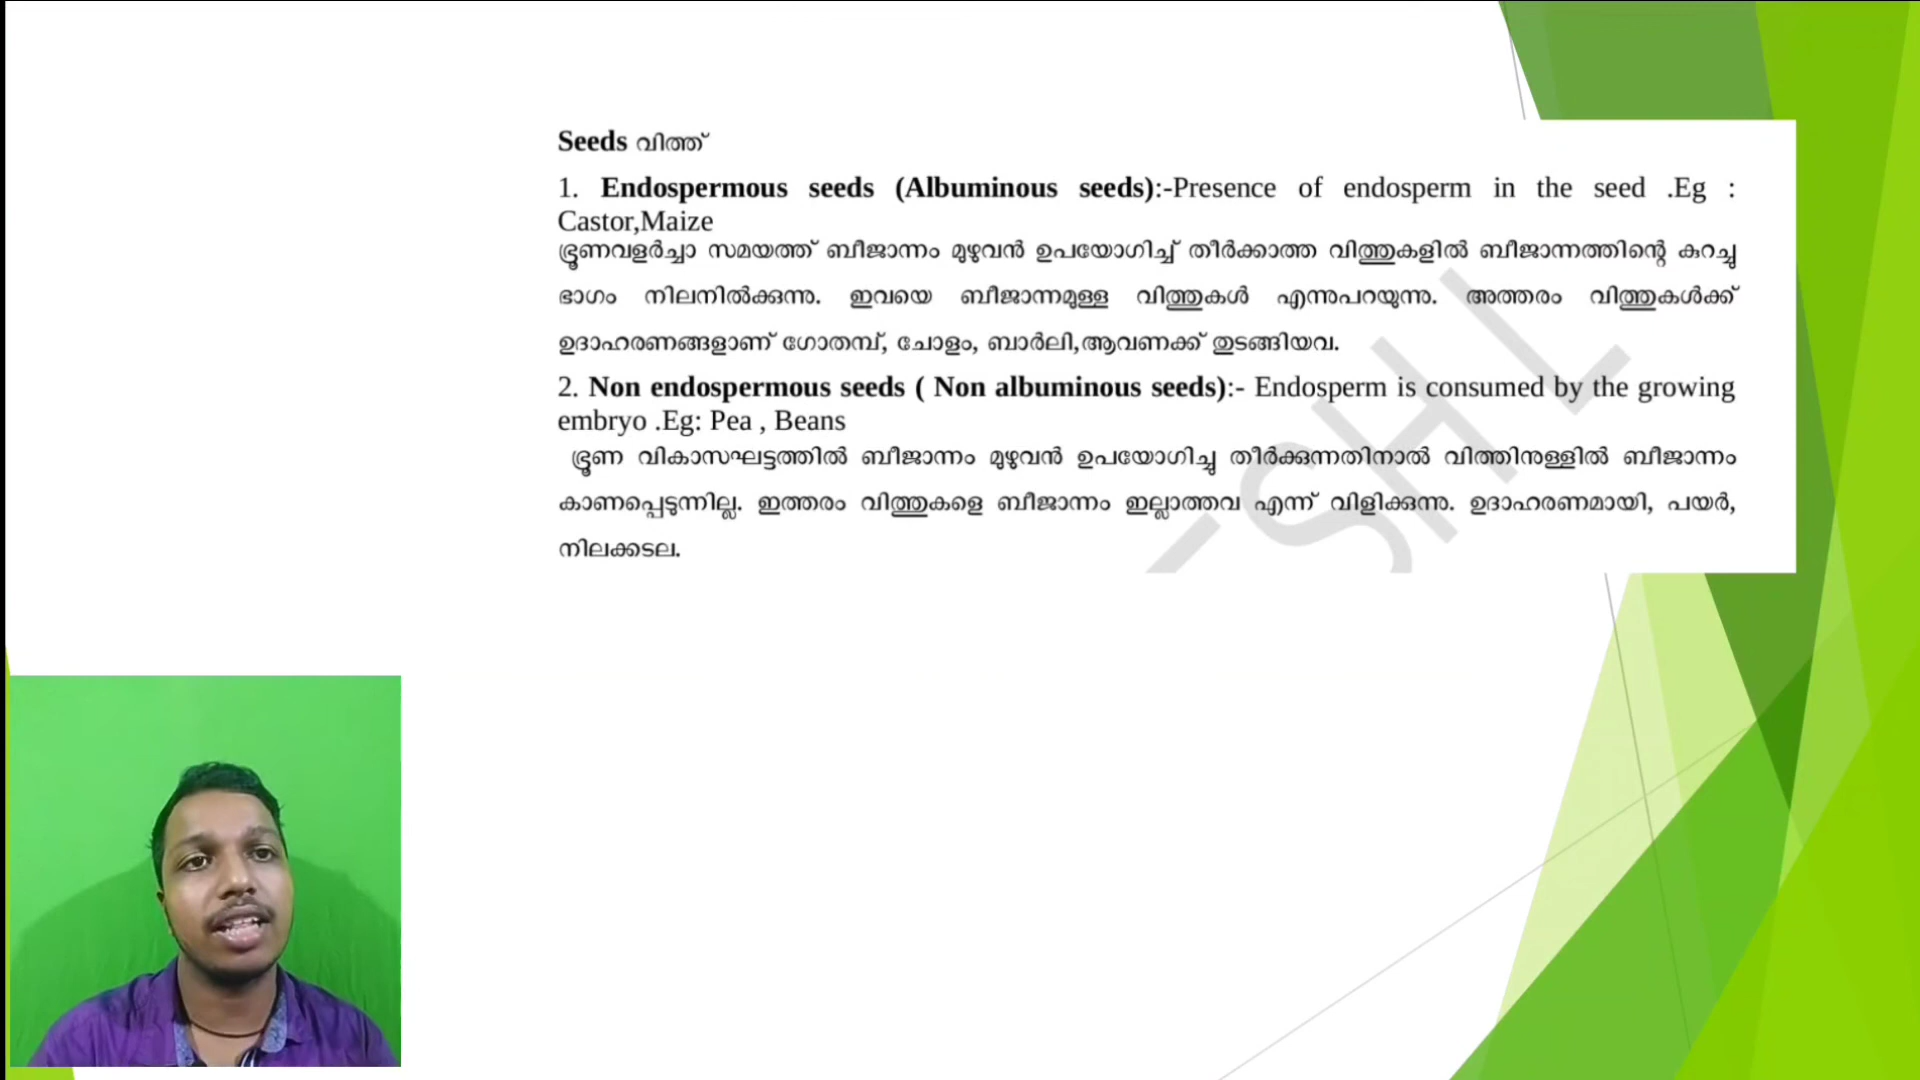 Seeds വിത്ത്
1. Endospermous seeds (Albuminous seeds):-Presence of endosperm in the seed .Eg :
Castor,Maize
ഭ്രൂണവളർച്ചാ സമയത്ത് ബീജാന്നം മുഴുവൻ ഉപയോഗിച്ച് തീർക്കാത്ത വിത്തുകളിൽ ബീജാന്നത്തിന്റെ കുറച്ചു
ഭാഗം നിലനിൽക്കുന്നു. ഇവയെ ബീജാന്നമുള്ള വിത്തുകൾ എന്നുപറയുന്നു. അത്തരം വിത്തുകൾക്ക്
ഉദാഹരണങ്ങളാണ് ഗോതമ്പ്, ചോളം, ബാർലി,ആവണക്ക് തുടങ്ങിയവ.
2. Non endospermous seeds ( Non albuminous seeds):- Endosperm is consumed by the growing
embryo .Eg: Pea , Beans
ഭ്രൂണ വികാസഘട്ടത്തിൽ ബീജാന്നം മുഴുവൻ ഉപയോഗിച്ചു തീർക്കുന്നതിനാൽ വിത്തിനുള്ളിൽ ബീജാന്നം
കാണപ്പെടുന്നില്ല. ഇത്തരം വിത്തുകളെ ബീജാന്നം ഇല്ലാത്തവ എന്ന് വിളിക്കുന്നു. ഉദാഹരണമായി, പയർ,
നിലക്കടല.